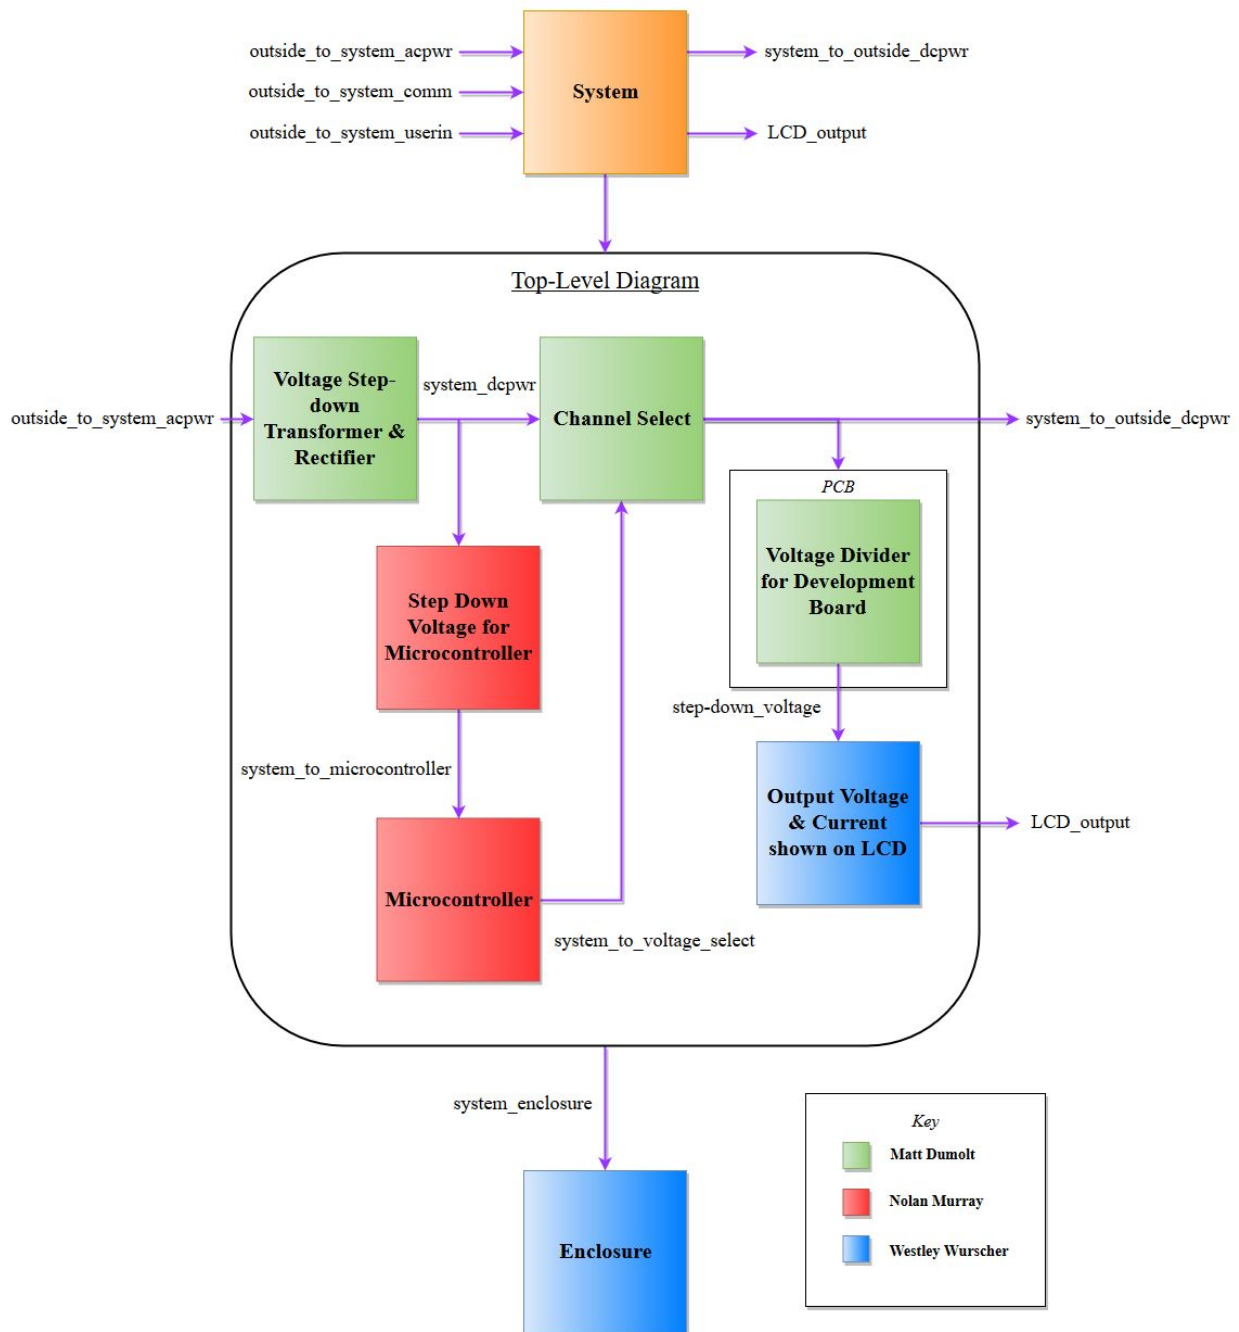 outside_to_system_acpwr
outside_to_system_comm
outside_to_system_userin
System
system_to_outside_dcpwr
LCD_output
Top-Level Diagram
outside_to_system_acpwr
Voltage Step-
down
Transformer &
Rectifier
system_dcpwr
Channel Select
system_to_outside_dcpwr
PCB
Voltage Divider
for Development
Board
Step Down
Voltage for
Microcontroller
step-down_voltage
system_to_microcontroller
Output Voltage
& Current
shown on LCD
LCD_output
Microcontroller
system_to_voltage_select
system_enclosure
Enclosure
Key
Matt Dumolt
Nolan Murray
Westley Wurscher